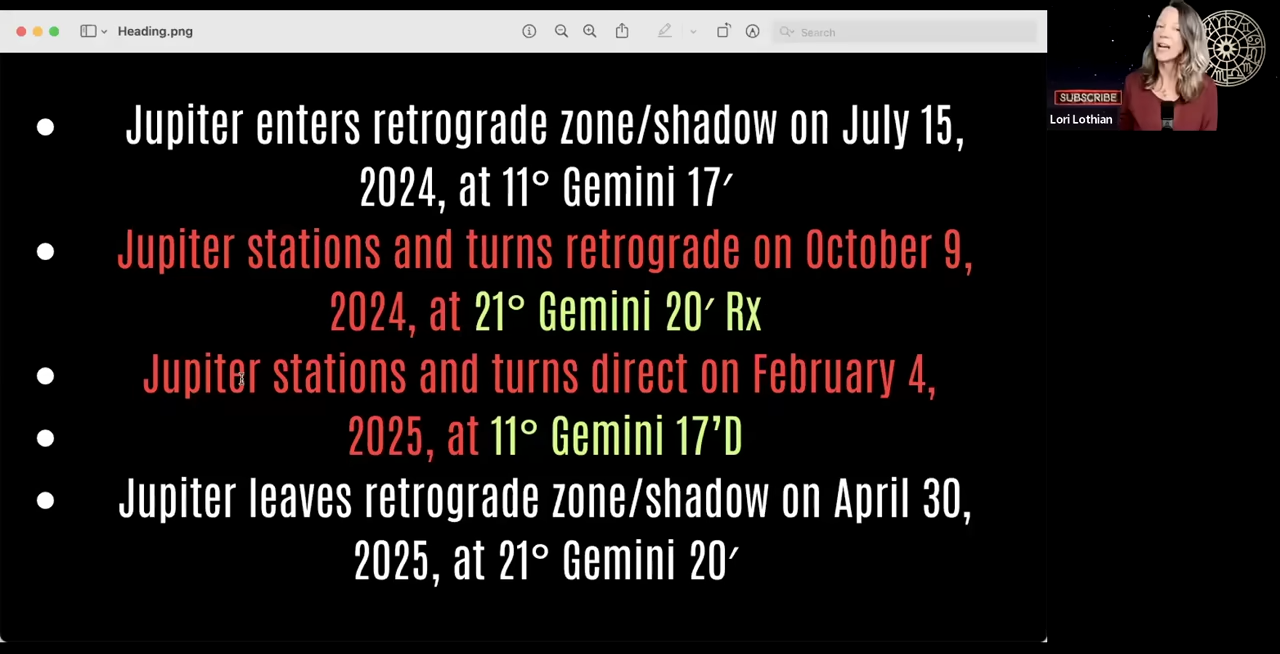 Heading.png
Search
• Jupiter enters retrograde zone/shadow on July 15,
2024, at 11° Gemini 17′
• Jupiter stations and turns retrograde on October 9,
2024, at 21° Gemini 20′ Rx
• Jupiter stations and turns direct on February 4,
• 2025, at 11° Gemini 17’D
• Jupiter leaves retrograde zone/shadow on April 30,
2025, at 21° Gemini 20′
SUBSCRIBE
Lori Lothian